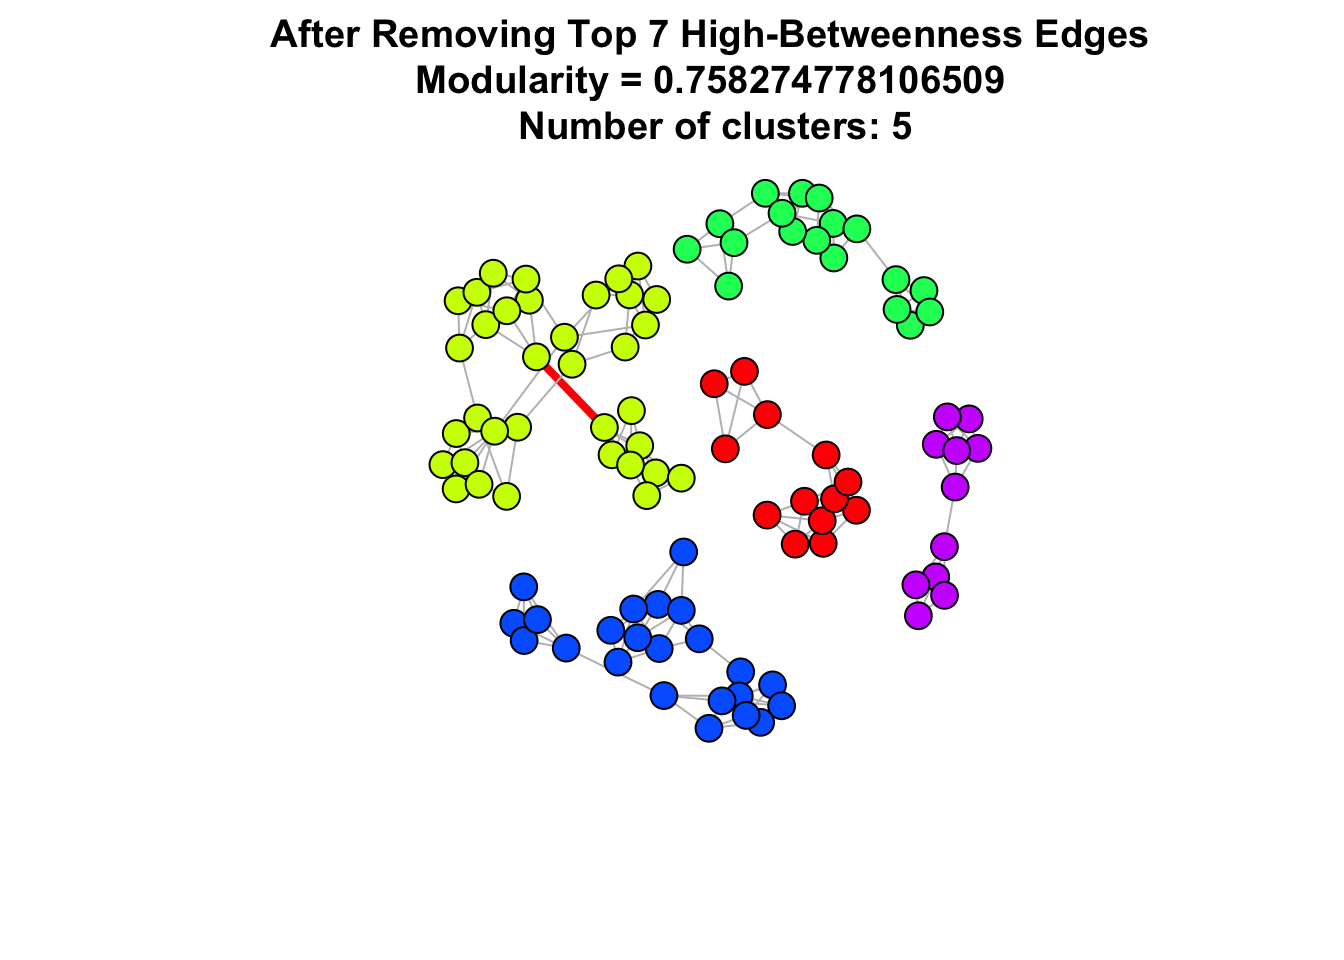 After Removing Top 7 High-Betweenness Edges
Modularity = 0.758274778106509
Number of clusters: 5